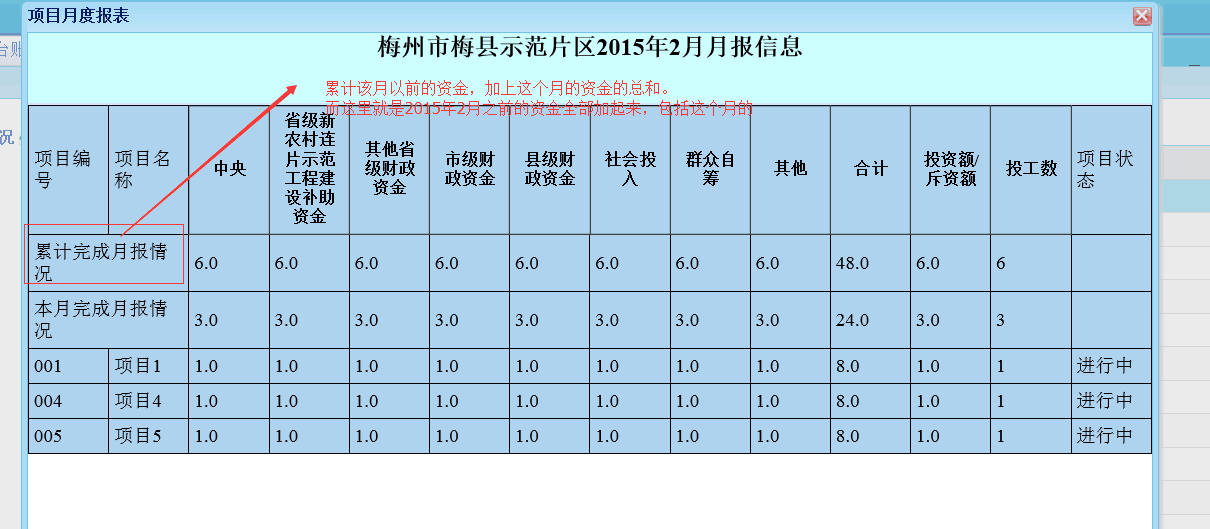 项目月度报表
台账
况
梅州市梅县示范片区2015年2月月报信息
累计该月以前的资金，加上这个月的资金的总和。
而这里就是2015年2月之前的资金全部加起来，包括这个月的
项目编
号
项目名
称
中央
省级新
农村连
片示范
工程建
设补助
资金
其他省
级财政
资金
市级财
政资金
县级财
政资金
社会投
入
群众自
筹
其他
合计
投资额/
斥资额
投工数
项目状
态
累计完成月报情
况
6.0 6.0 6.0 6.0 6.0 6.0 6.0 6.0 48.0 6.0 6
本月完成月报情
况
3.0 3.0 3.0 3.0 3.0 3.0 3.0 3.0 24.0 3.0 3
001 项目1 1.0 1.0 1.0 1.0 1.0 1.0 1.0 1.0 8.0 1.0 1 进行中
004 项目4 1.0 1.0 1.0 1.0 1.0 1.0 1.0 1.0 8.0 1.0 1 进行中
005 项目5 1.0 1.0 1.0 1.0 1.0 1.0 1.0 1.0 8.0 1.0 1 进行中